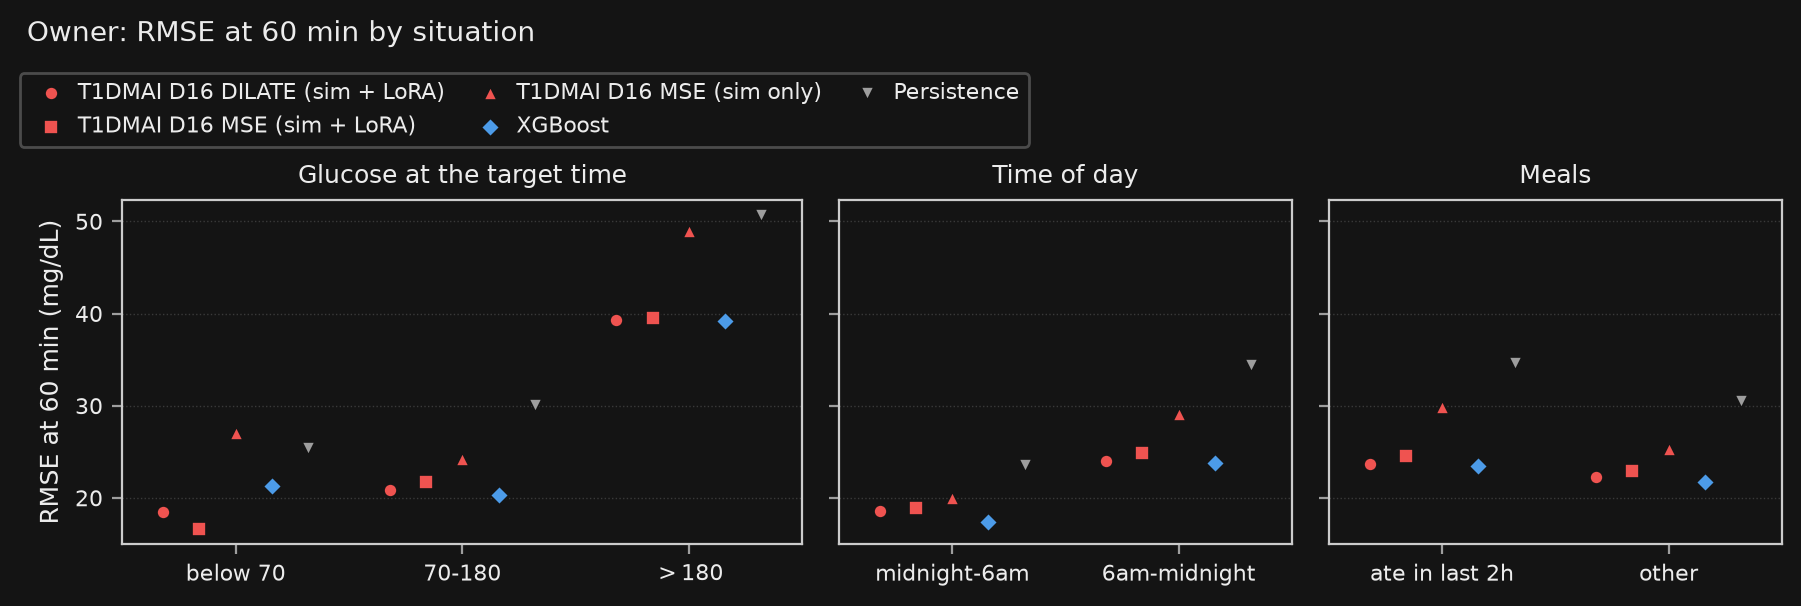 Owner: RMSE at 60 min by situation
T1DMAI D16 DILATE (sim + LoRA)
T1DMAI D16 MSE (sim + LoRA)
T1DMAI D16 MSE (sim only)
XGBoost
Persistence
Glucose at the target time
Time of day
Meals
RMSE at 60 min (mg/dL)
50
40
30
20
below 70
70-180
> 180
midnight-6am
6am-midnight
ate in last 2h
other